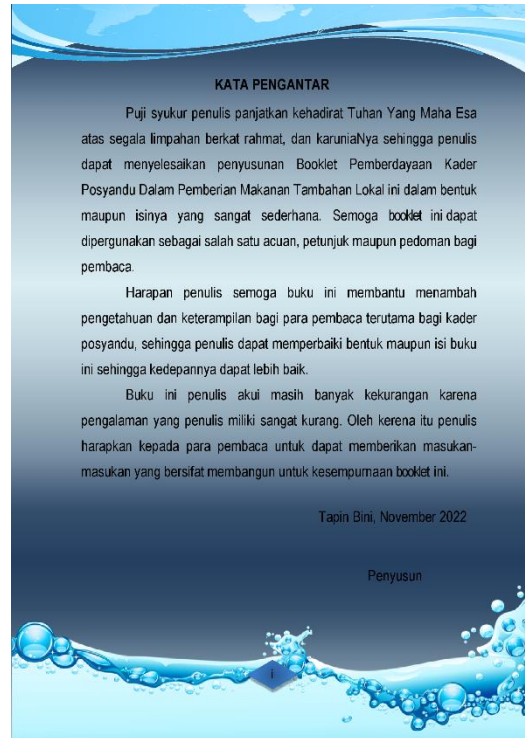 KATA PENGANTAR
Puji syukur penulis panjatkan kehadirat Tuhan Yang Maha Esa
atas segala limpahan berkat rahmat, dan karuniaNya sehingga penulis
dapat menyelesaikan penyusunan Booklet Pemberdayaan Kader
Posyandu Dalam Pemberian Makanan Tambahan Lokal ini dalam bentuk
maupun isinya yang sangat sederhana. Semoga booklet ini dapat
dipergunakan sebagai salah satu acuan, petunjuk maupun pedoman bagi
pembaca.
Harapan penulis semoga buku ini membantu menambah
pengetahuan dan keterampilan bagi para pembaca terutama bagi kader
posyandu, sehingga penulis dapat memperbaiki bentuk maupun isi buku
ini sehingga kedepannya dapat lebih baik.
Buku ini penulis akui masih banyak kekurangan karena
pengalaman yang penulis miliki sangat kurang. Oleh kerena itu penulis
harapkan kepada para pembaca untuk dapat memberikan masukan-
masukan yang bersifat membangun untuk kesempurnaan booklet ini.
Tapin Bini, November 2022
Penyusun
i